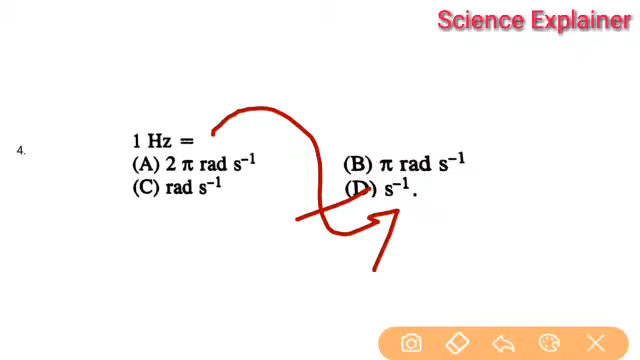 Science Explainer
4.
1 Hz =
(A) 2 π rad s⁻¹ (B) π rad s⁻¹
(C) rad s⁻¹ (D) s⁻¹.